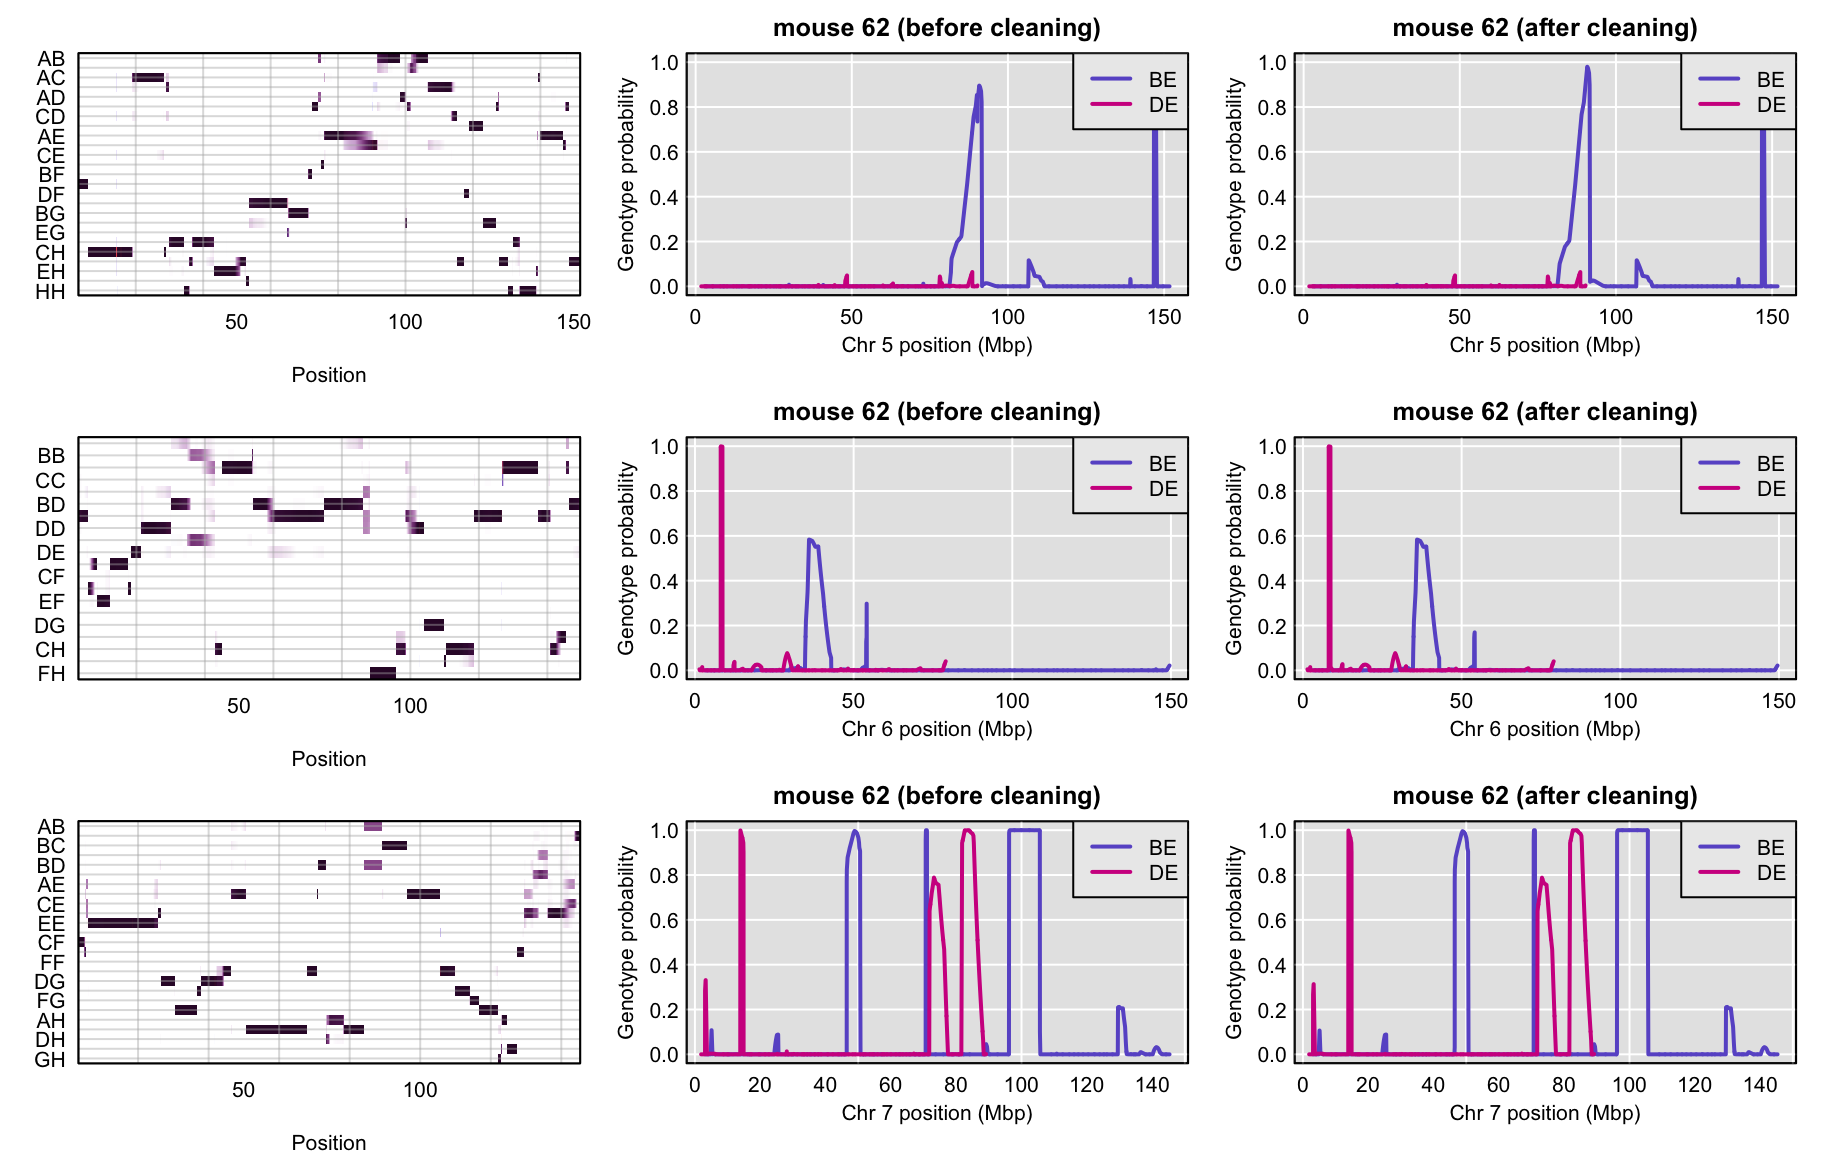 mouse 62 (before cleaning)
mouse 62 (after cleaning)
AB
AC
AD
CD
AE
CE
BF
DF
BG
EG
CH
EH
HH
50
100
150
Position
Genotype probability
1.0
0.8
0.6
0.4
0.2
0.0
BE
DE
0
50
100
150
Chr 5 position (Mbp)
Genotype probability
1.0
0.8
0.6
0.4
0.2
0.0
BE
DE
0
50
100
150
Chr 5 position (Mbp)
mouse 62 (before cleaning)
mouse 62 (after cleaning)
BB
CC
BD
DD
DE
CF
EF
DG
CH
FH
50
100
Position
Genotype probability
1.0
0.8
0.6
0.4
0.2
0.0
BE
DE
0
50
100
150
Chr 6 position (Mbp)
Genotype probability
1.0
0.8
0.6
0.4
0.2
0.0
BE
DE
0
50
100
150
Chr 6 position (Mbp)
mouse 62 (before cleaning)
mouse 62 (after cleaning)
AB
BC
BD
AE
CE
EE
CF
FF
DG
FG
AH
DH
GH
50
100
Position
Genotype probability
1.0
0.8
0.6
0.4
0.2
0.0
BE
DE
0
20
40
60
80
100
120
140
Chr 7 position (Mbp)
Genotype probability
1.0
0.8
0.6
0.4
0.2
0.0
BE
DE
0
20
40
60
80
100
120
140
Chr 7 position (Mbp)